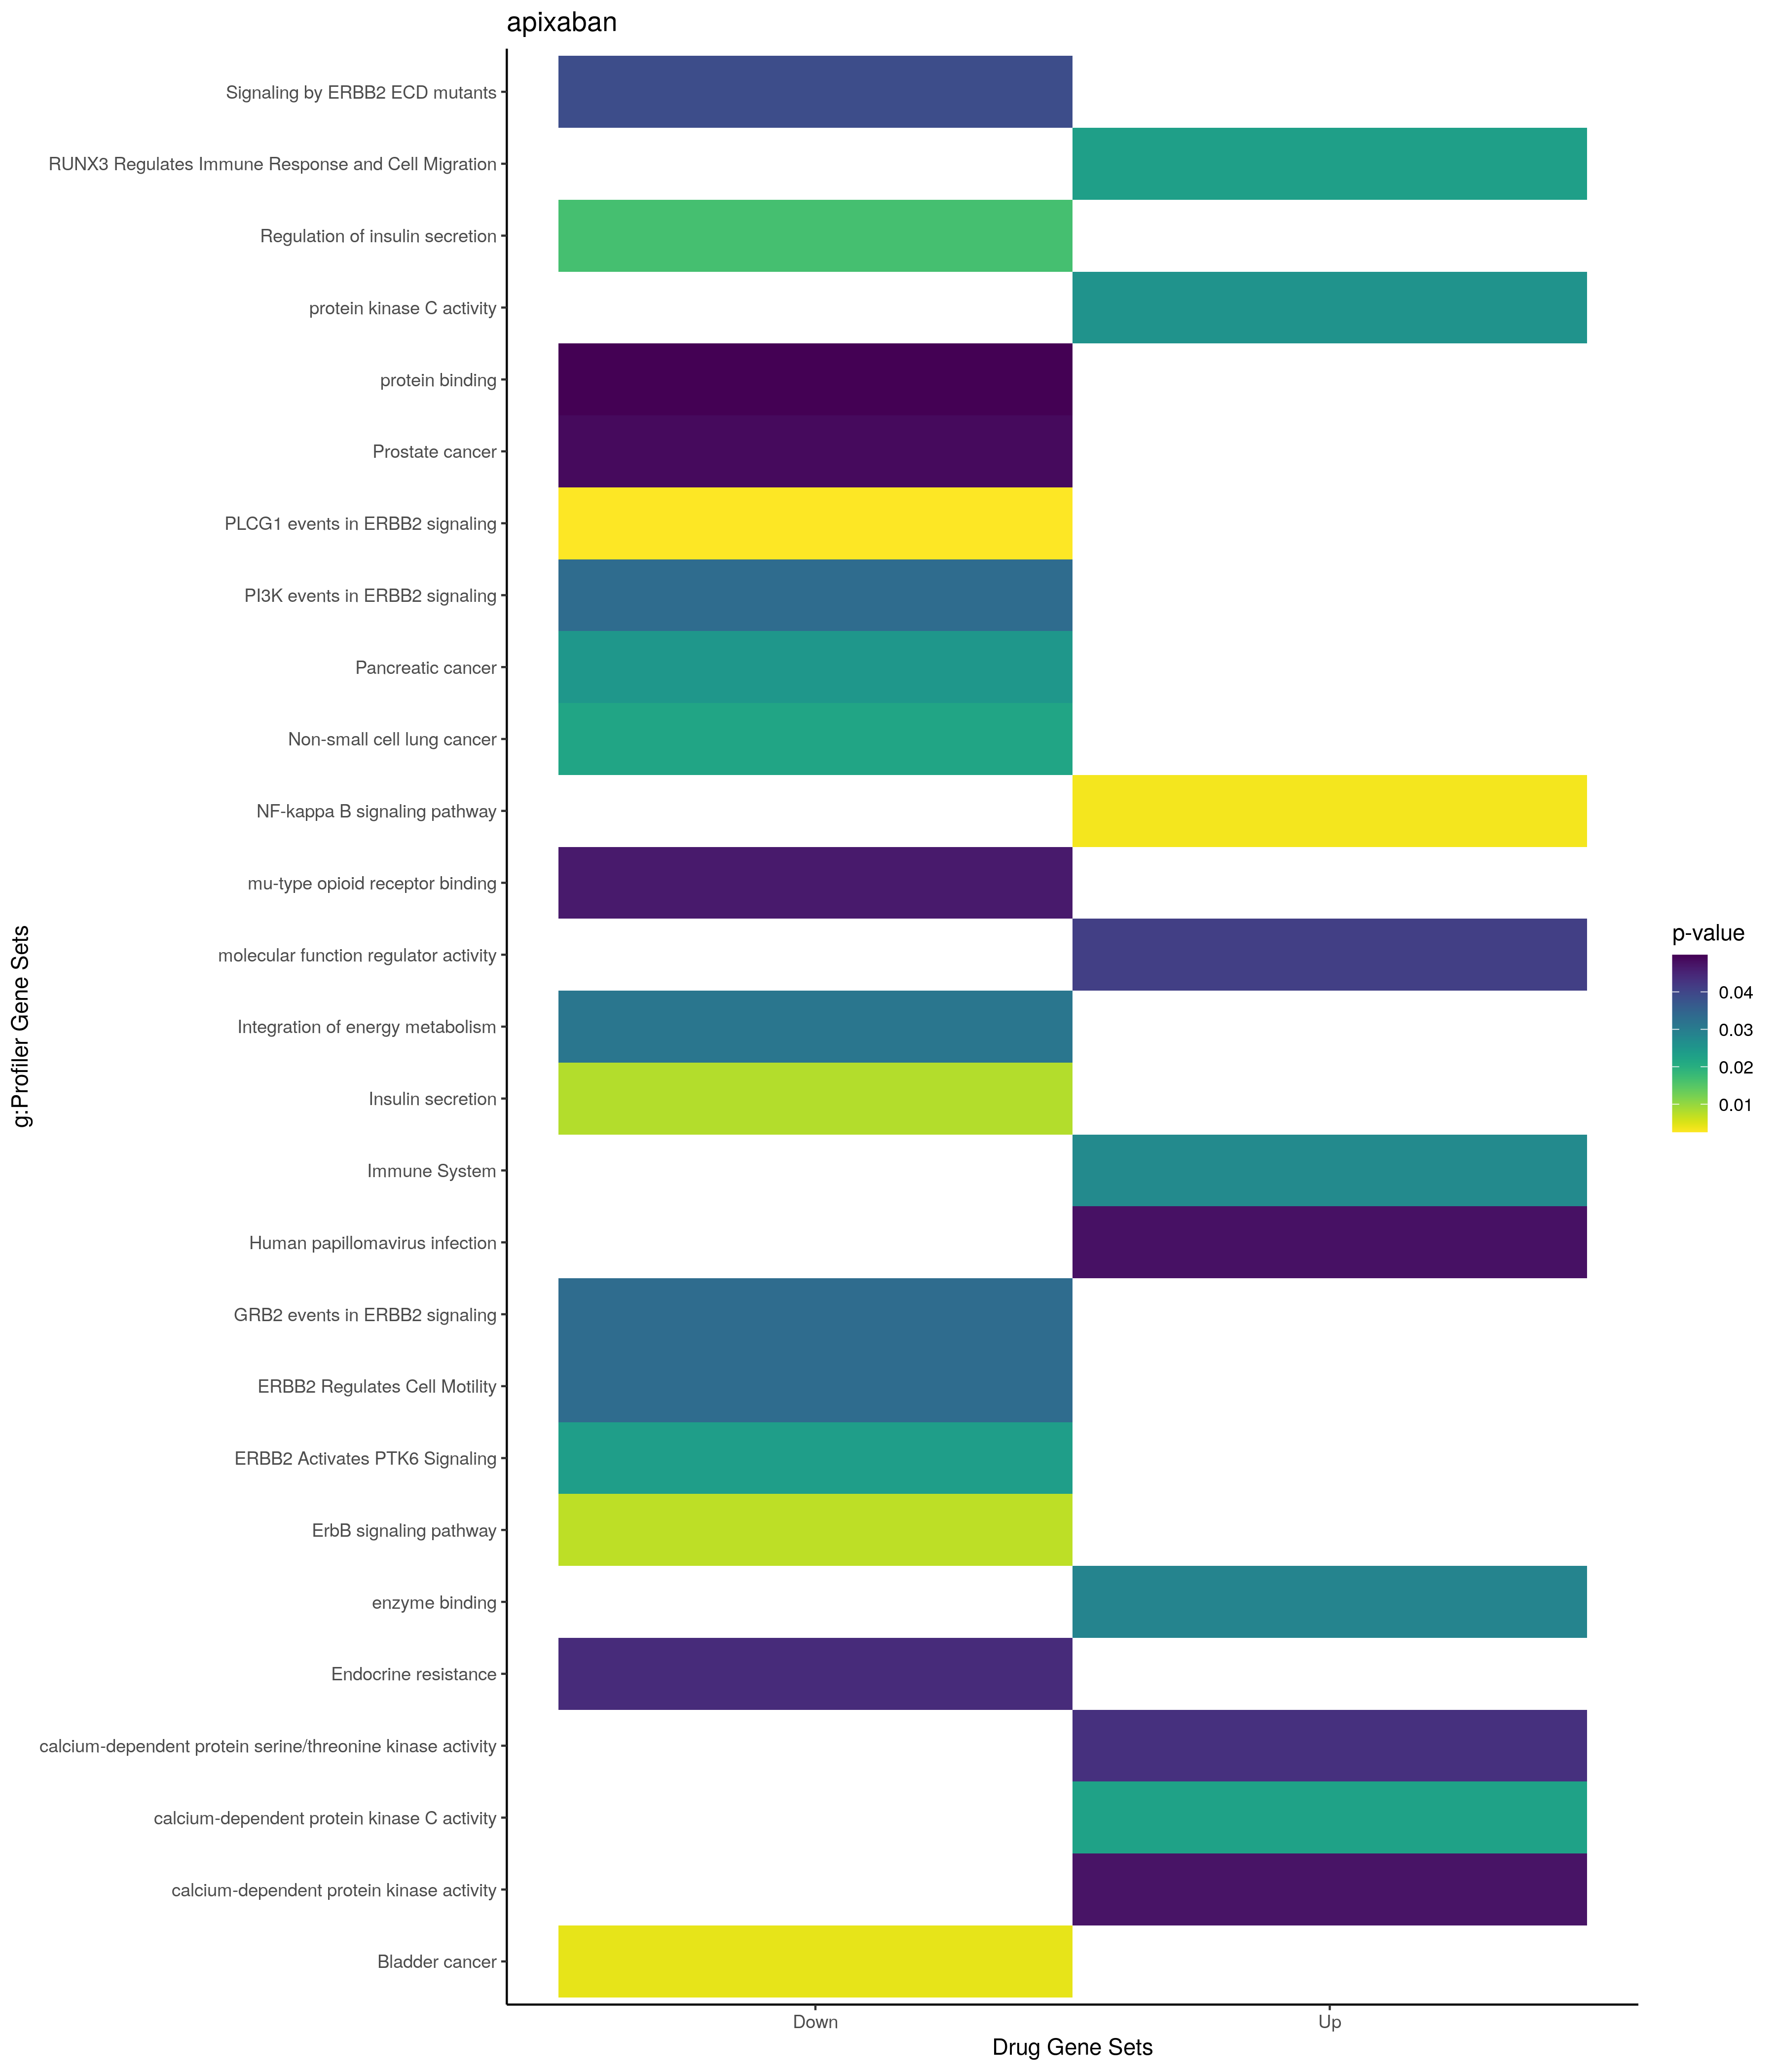 apixaban
Signaling by ERBB2 ECD mutants
RUNX3 Regulates Immune Response and Cell Migration
Regulation of insulin secretion
protein kinase C activity
protein binding
Prostate cancer
PLCG1 events in ERBB2 signaling
PI3K events in ERBB2 signaling
Pancreatic cancer
Non-small cell lung cancer
NF-kappa B signaling pathway
mu-type opioid receptor binding
molecular function regulator activity
Integration of energy metabolism
Insulin secretion
Immune System
Human papillomavirus infection
GRB2 events in ERBB2 signaling
ERBB2 Regulates Cell Motility
ERBB2 Activates PTK6 Signaling
ErbB signaling pathway
enzyme binding
Endocrine resistance
calcium-dependent protein serine/threonine kinase activity
calcium-dependent protein kinase C activity
calcium-dependent protein kinase activity
Bladder cancer
g:Profiler Gene Sets
Down
Up
Drug Gene Sets
p-value
0.04
0.03
0.02
0.01